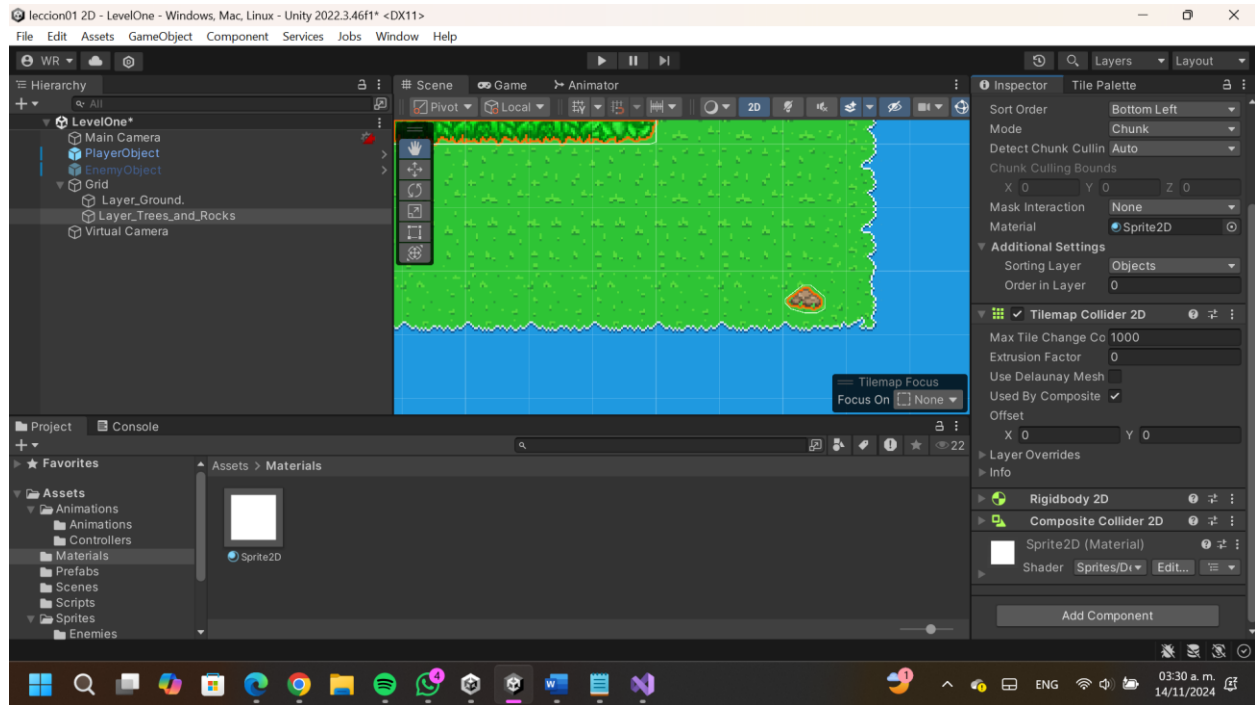 leccion01 2D - LevelOne - Windows, Mac, Linux - Unity 2022.3.46f1* <DX11>
File Edit Assets GameObject Component Services Jobs Window Help
WR Layers Layout
Hierarchy
All
LevelOne*
Main Camera
PlayerObject
EnemyObject
Grid
Layer_Ground.
Layer_Trees_and_Rocks
Virtual Camera
Scene Game Animator
Pivot Local 2D
Tilemap Focus
Focus On None
Inspector Tile Palette
Sort Order Bottom Left
Mode Chunk
Detect Chunk Cullin Auto
Chunk Culling Bounds
X 0 Y 0 Z 0
Mask Interaction None
Material Sprite2D
Additional Settings
Sorting Layer Objects
Order in Layer 0
Tilemap Collider 2D
Max Tile Change Co 1000
Extrusion Factor 0
Use Delaunay Mesh
Used By Composite
Offset
X 0 Y 0
Layer Overrides
Info
Rigidbody 2D
Composite Collider 2D
Sprite2D (Material)
Shader Sprites/De Edit...
Add Component
Project Console
22
Favorites
Assets
Animations
Animations
Controllers
Materials
Prefabs
Scenes
Scripts
Sprites
Enemies
Assets > Materials
Sprite2D
4
1
ENG
03:30 a. m.
14/11/2024